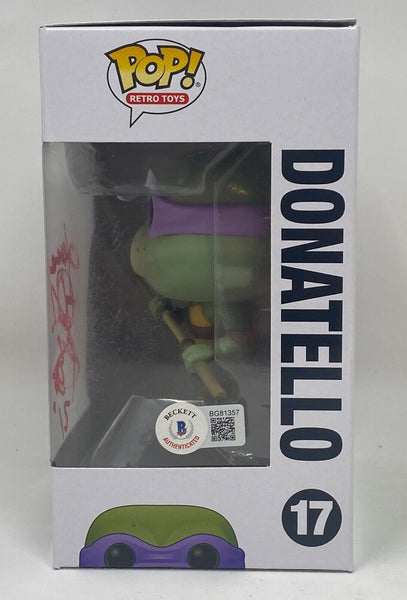 POP!®
RETRO TOYS
DONATELLO
17
BECKETT
B
AUTHENTICATED
BG81357